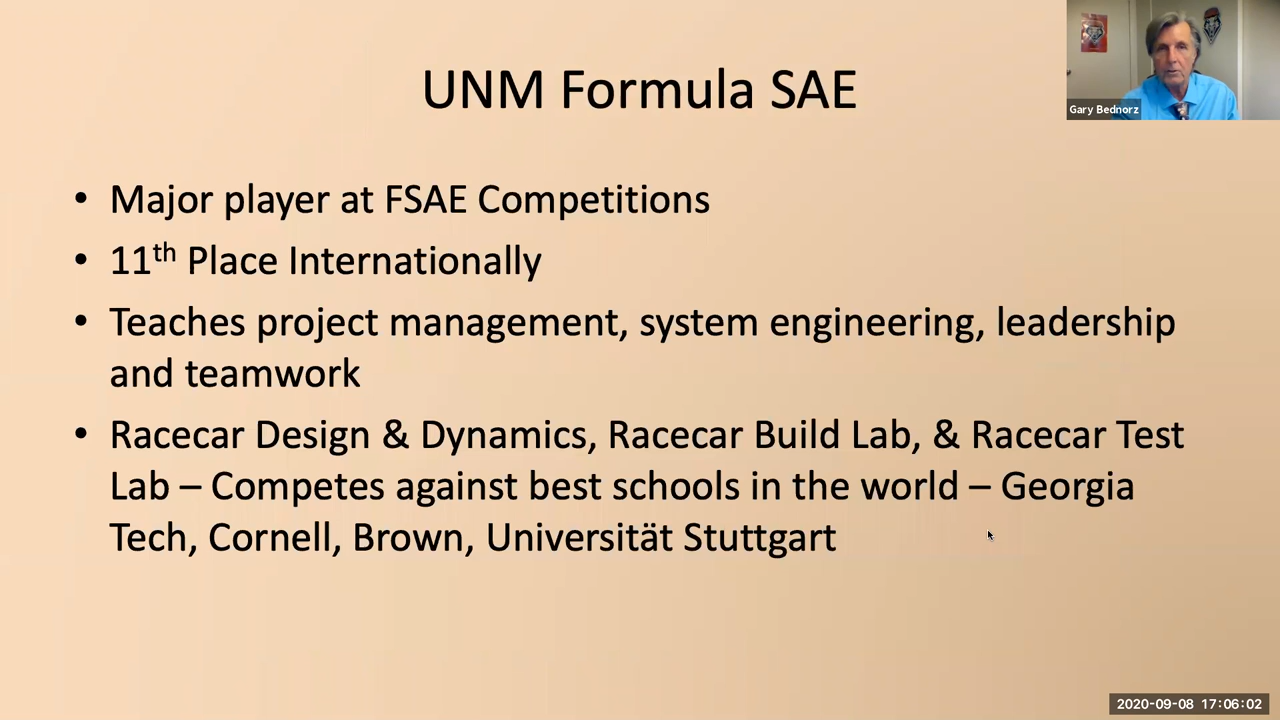 UNM Formula SAE
Gary Bednorz
• Major player at FSAE Competitions
• 11th Place Internationally
• Teaches project management, system engineering, leadership
and teamwork
• Racecar Design & Dynamics, Racecar Build Lab, & Racecar Test
Lab – Competes against best schools in the world – Georgia
Tech, Cornell, Brown, Universität Stuttgart
2020-09-08 17:06:02